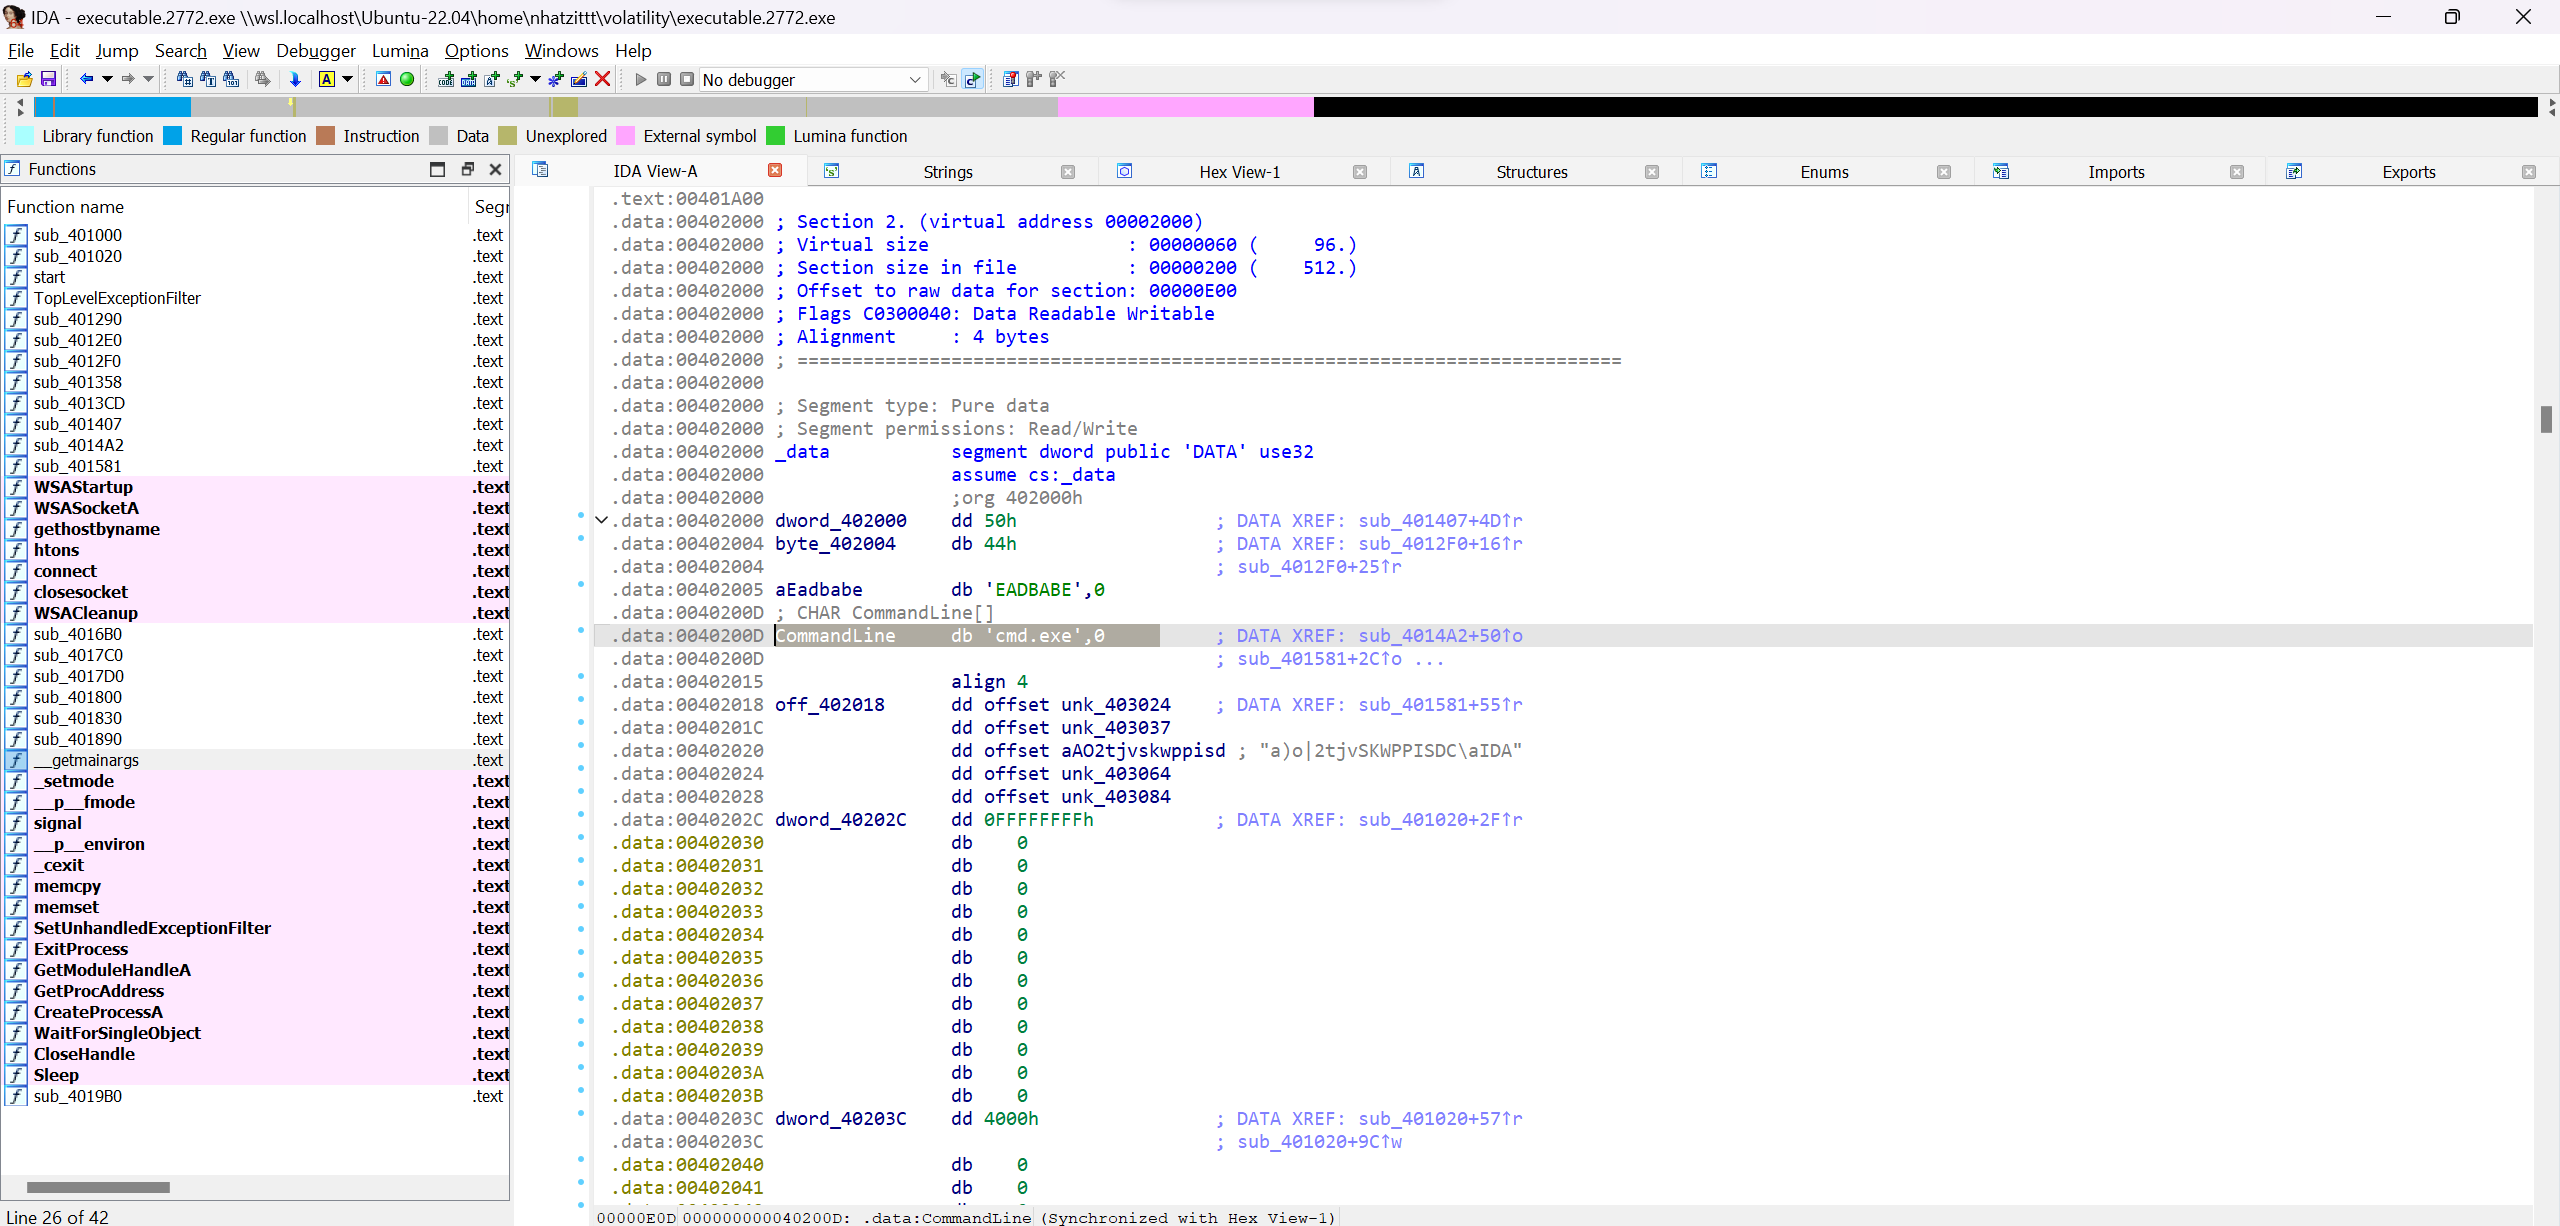 IDA - executable.2772.exe \\wsl.localhost\Ubuntu-22.04\home\nhatzittt\volatility\executable.2772.exe
File Edit Jump Search View Debugger Lumina Options Windows Help
No debugger
Library function Regular function Instruction Data Unexplored External symbol Lumina function
Functions
IDA View-A Strings Hex View-1 Structures Enums Imports Exports
Function name Segr
sub_401000 .text
sub_401020 .text
start .text
TopLevelExceptionFilter .text
sub_401290 .text
sub_4012E0 .text
sub_4012F0 .text
sub_401358 .text
sub_4013CD .text
sub_401407 .text
sub_4014A2 .text
sub_401581 .text
WSAStartup .text
WSASocketA .text
gethostbyname .text
htons .text
connect .text
closesocket .text
WSACleanup .text
sub_4016B0 .text
sub_4017C0 .text
sub_4017D0 .text
sub_401800 .text
sub_401830 .text
sub_401890 .text
__getmainargs .text
_setmode .text
__p__fmode .text
signal .text
__p__environ .text
_cexit .text
memcpy .text
memset .text
SetUnhandledExceptionFilter .text
ExitProcess .text
GetModuleHandleA .text
GetProcAddress .text
CreateProcessA .text
WaitForSingleObject .text
CloseHandle .text
Sleep .text
sub_4019B0 .text
Line 26 of 42
.text:00401A00
.data:00402000 ; Section 2. (virtual address 00002000)
.data:00402000 ; Virtual size : 00000060 ( 96.)
.data:00402000 ; Section size in file : 00000200 ( 512.)
.data:00402000 ; Offset to raw data for section: 00000E00
.data:00402000 ; Flags C0300040: Data Readable Writable
.data:00402000 ; Alignment : 4 bytes
.data:00402000 ; ===========================================================================
.data:00402000
.data:00402000 ; Segment type: Pure data
.data:00402000 ; Segment permissions: Read/Write
.data:00402000 _data segment dword public 'DATA' use32
.data:00402000 assume cs:_data
.data:00402000 ;org 402000h
.data:00402000 dword_402000 dd 50h ; DATA XREF: sub_401407+4D↑r
.data:00402004 byte_402004 db 44h ; DATA XREF: sub_4012F0+16↑r
.data:00402004 ; sub_4012F0+25↑r
.data:00402005 aEadbabe db 'EADBABE',0
.data:0040200D ; CHAR CommandLine[]
.data:0040200D CommandLine db 'cmd.exe',0 ; DATA XREF: sub_4014A2+50↑o
.data:0040200D ; sub_401581+2C↑o ...
.data:00402015 align 4
.data:00402018 off_402018 dd offset unk_403024 ; DATA XREF: sub_401581+55↑r
.data:0040201C dd offset unk_403037
.data:00402020 dd offset aAO2tjvskwppisd ; "a)o|2tjvSKWPPISDC\aIDA"
.data:00402024 dd offset unk_403064
.data:00402028 dd offset unk_403084
.data:0040202C dword_40202C dd 0FFFFFFFFh ; DATA XREF: sub_401020+2F↑r
.data:00402030 db 0
.data:00402031 db 0
.data:00402032 db 0
.data:00402033 db 0
.data:00402034 db 0
.data:00402035 db 0
.data:00402036 db 0
.data:00402037 db 0
.data:00402038 db 0
.data:00402039 db 0
.data:0040203A db 0
.data:0040203B db 0
.data:0040203C dword_40203C dd 4000h ; DATA XREF: sub_401020+57↑r
.data:0040203C ; sub_401020+9C↑w
.data:00402040 db 0
.data:00402041 db 0
00000E0D 000000000040200D: .data:CommandLine (Synchronized with Hex View-1)